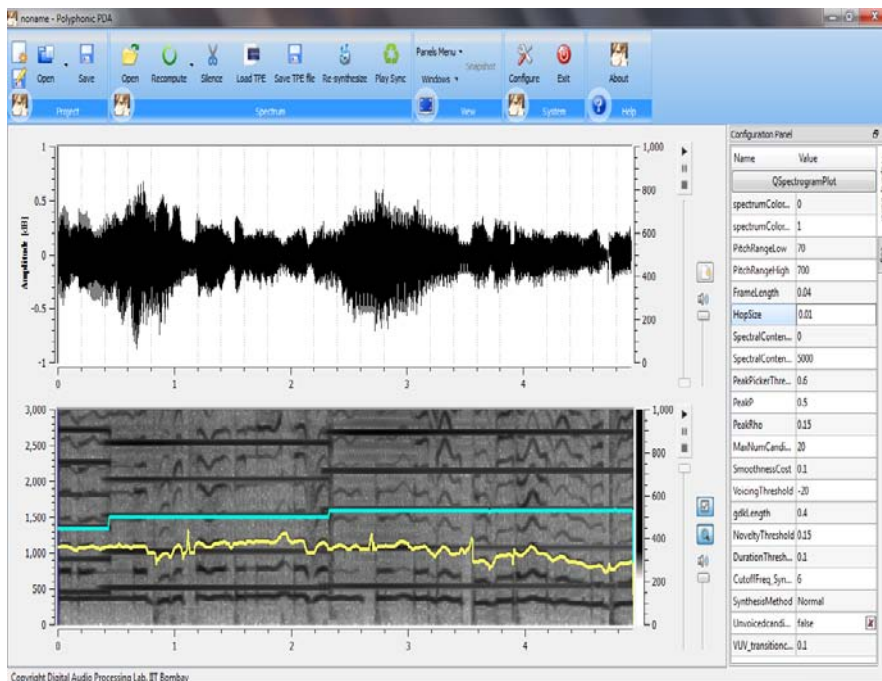 noname - Polyphonic PDA
Open Save Open Recompute Silence Load TPE Save TPE file Re-synthesize Play Sync Panels Menu Windows Snapshot Configure Exit About
Project Spectrum View System Help
Amplitude [dB]
1 0.5 0 -0.5 -1
1,000 800 600 400 200 0
0 1 2 3 4
3,000 2,500 2,000 1,500 1,000 500 0
1,000 800 600 400 200 0
0 1 2 3 4
Configuration Panel
Name Value
QSpectrogramPlot
spectrumColor... 0
spectrumColor... 1
PitchRangeLow 70
PitchRangeHigh 700
FrameLength 0.04
HopSize 0.01
SpectralConten... 0
SpectralConten... 5000
PeakPickerThre... 0.6
PeakP 0.5
PeakRho 0.15
MaxNumCandi... 20
SmoothnessCost 0.1
VoicingThreshold -20
gdkLength 0.4
NoveltyThreshold 0.15
DurationThresh... 0.1
CutoffFreq_Syn... 6
SynthesisMethod Normal
Unvoicedcandi... false
VUV_transitionc... 0.1
Copyright Digital Audio Processing Lab, IIT Bombay